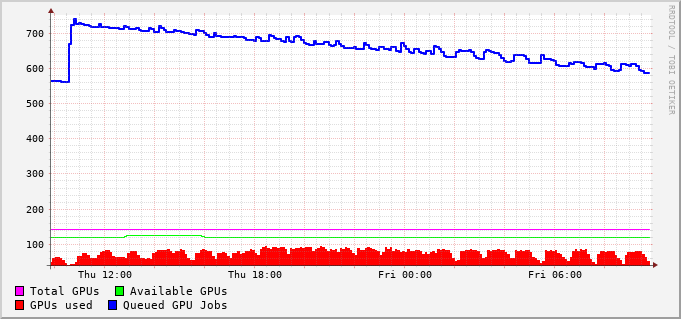 RRDTOOL / TOBI OETIKER
700
600
500
400
300
200
100
Thu 12:00 Thu 18:00 Fri 00:00 Fri 06:00
Total GPUs Available GPUs
GPUs used Queued GPU Jobs